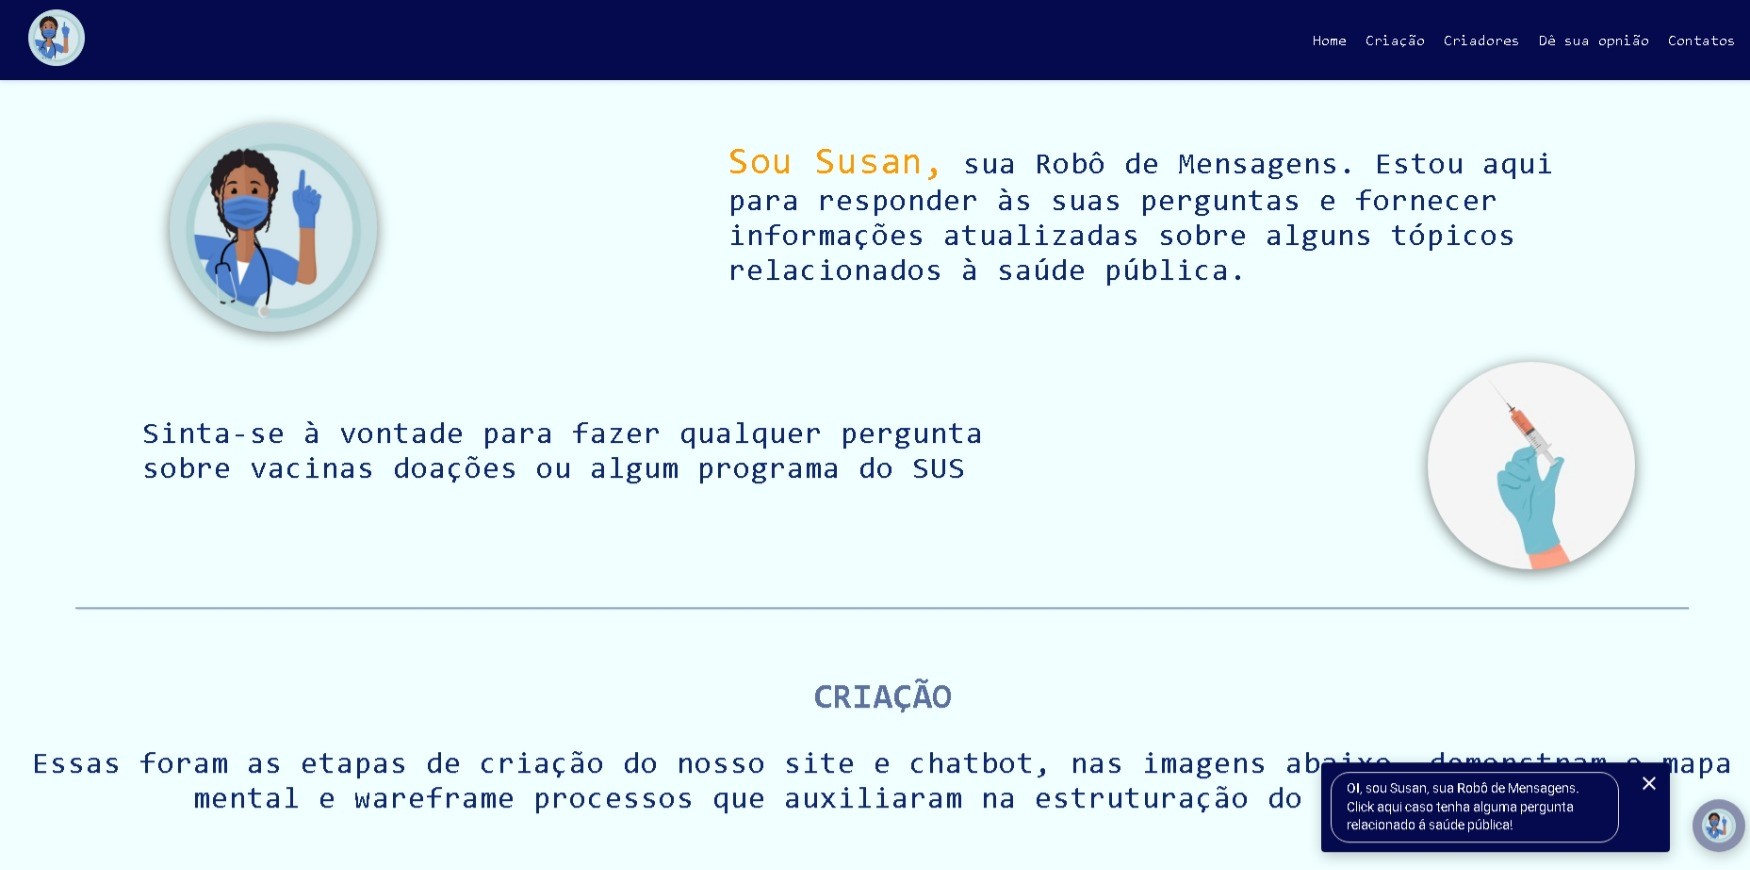 Home Criação Criadores Dê sua opnião Contatos
Sou Susan, sua Robô de Mensagens. Estou aqui
para responder às suas perguntas e fornecer
informações atualizadas sobre alguns tópicos
relacionados à saúde pública.
Sinta-se à vontade para fazer qualquer pergunta
sobre vacinas doações ou algum programa do SUS
CRIAÇÃO
Essas foram as etapas de criação do nosso site e chatbot, nas imagens abaixo, demonstram o mapa
mental e wareframe processos que auxiliaram na estruturação do
OI, sou Susan, sua Robô de Mensagens.
Click aqui caso tenha alguma pergunta
relacionado á saúde pública!